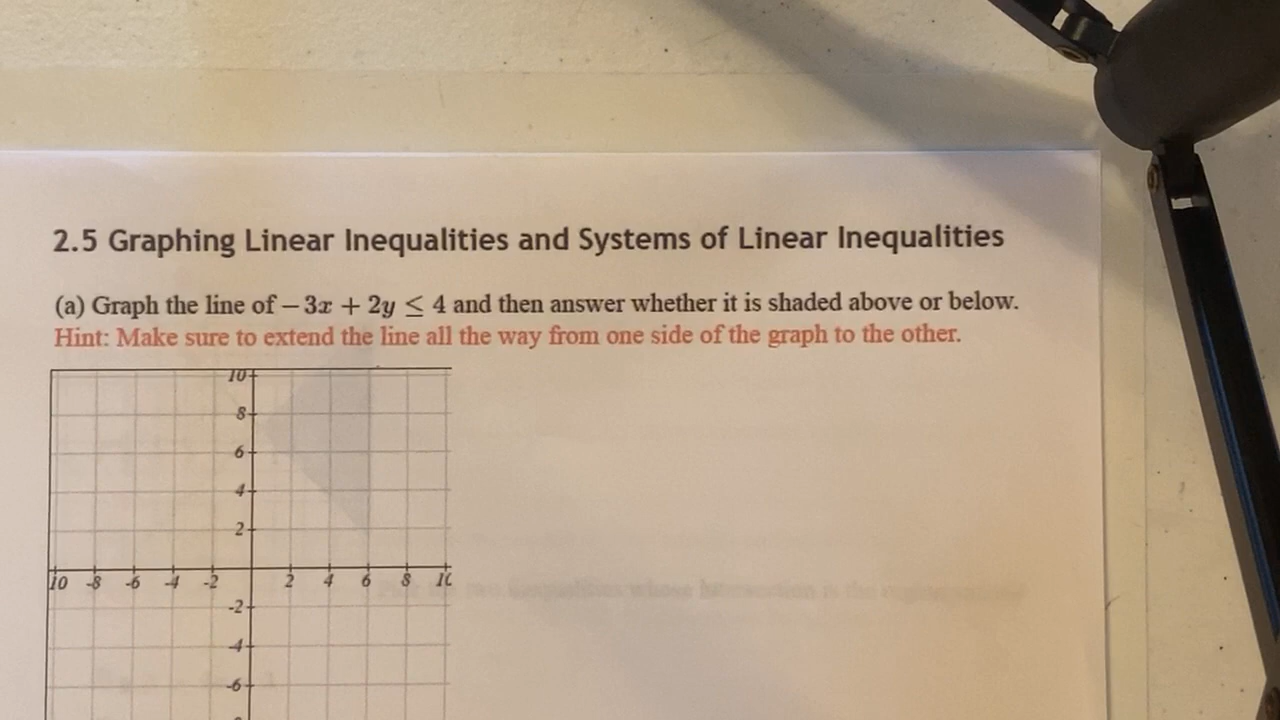 2.5 Graphing Linear Inequalities and Systems of Linear Inequalities
(a) Graph the line of −3x + 2y ≤ 4 and then answer whether it is shaded above or below.
Hint: Make sure to extend the line all the way from one side of the graph to the other.
10
8
6
4
2
10 -8 -6 -4 -2 2 4 6 8
-2
-4
-6